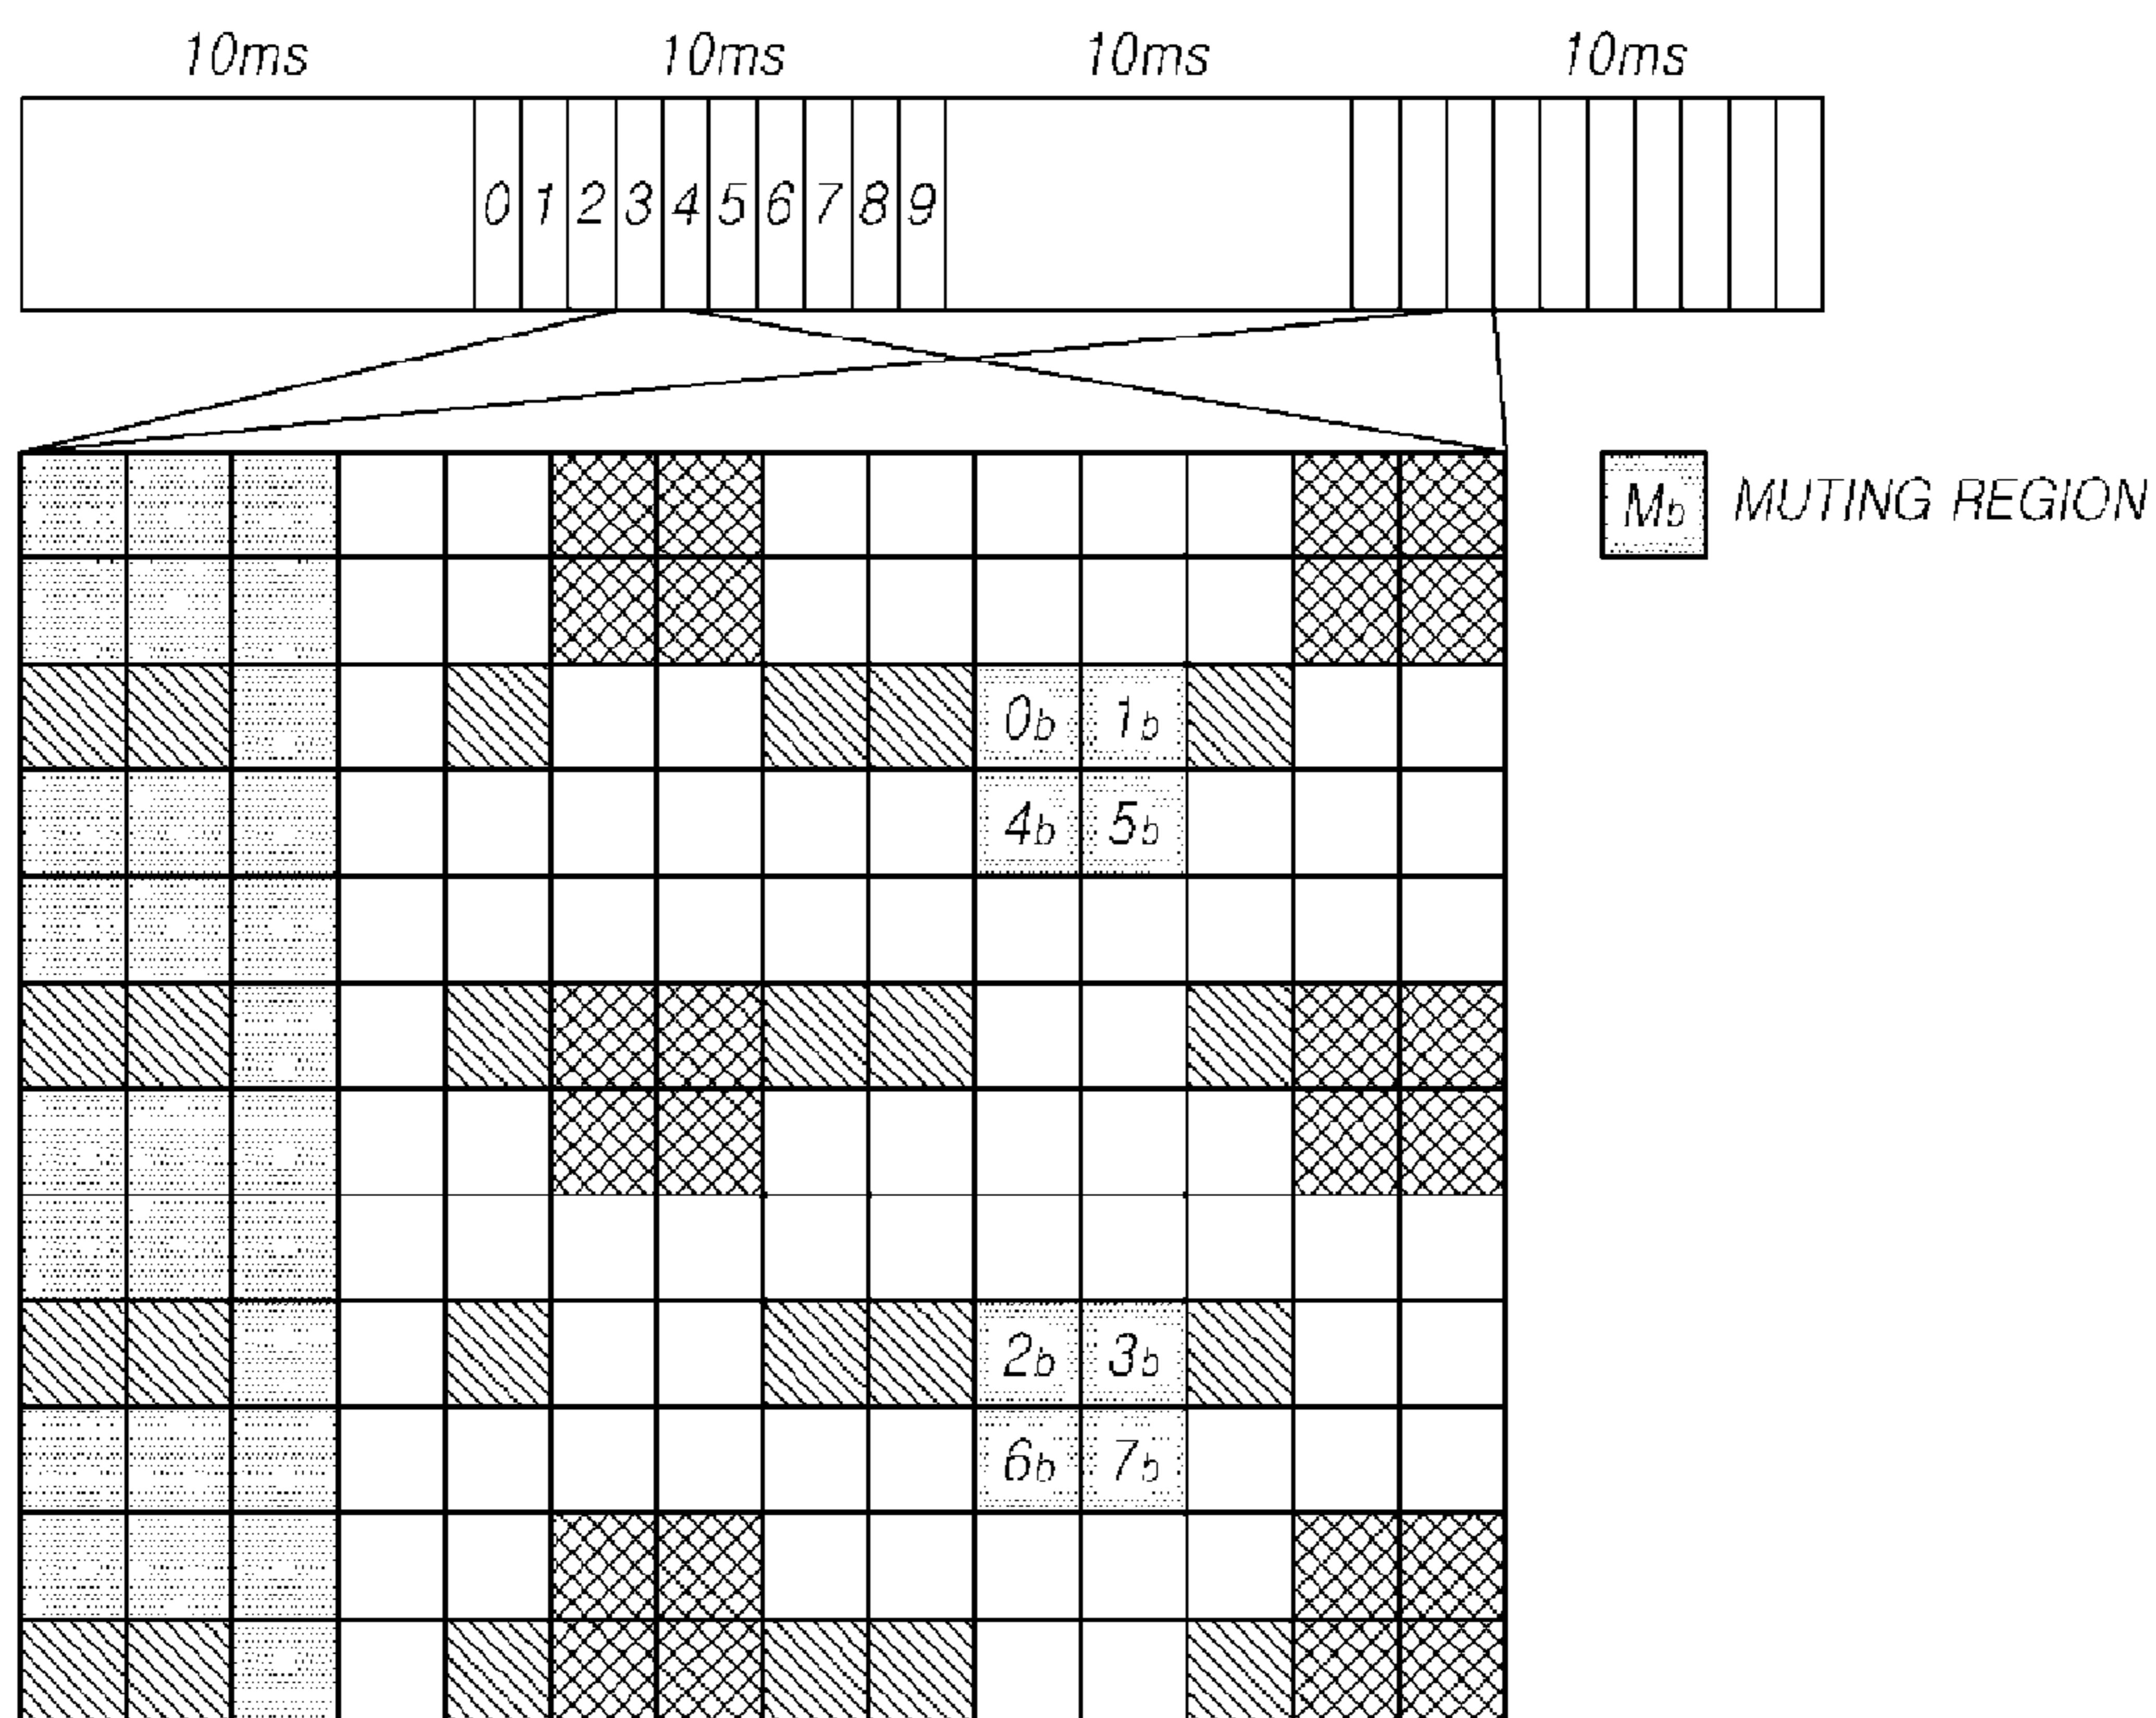 10ms 10ms 10ms 10ms
0 1 2 3 4 5 6 7 8 9
Mb MUTING REGION
0b 1b
4b 5b
2b 3b
6b 7b